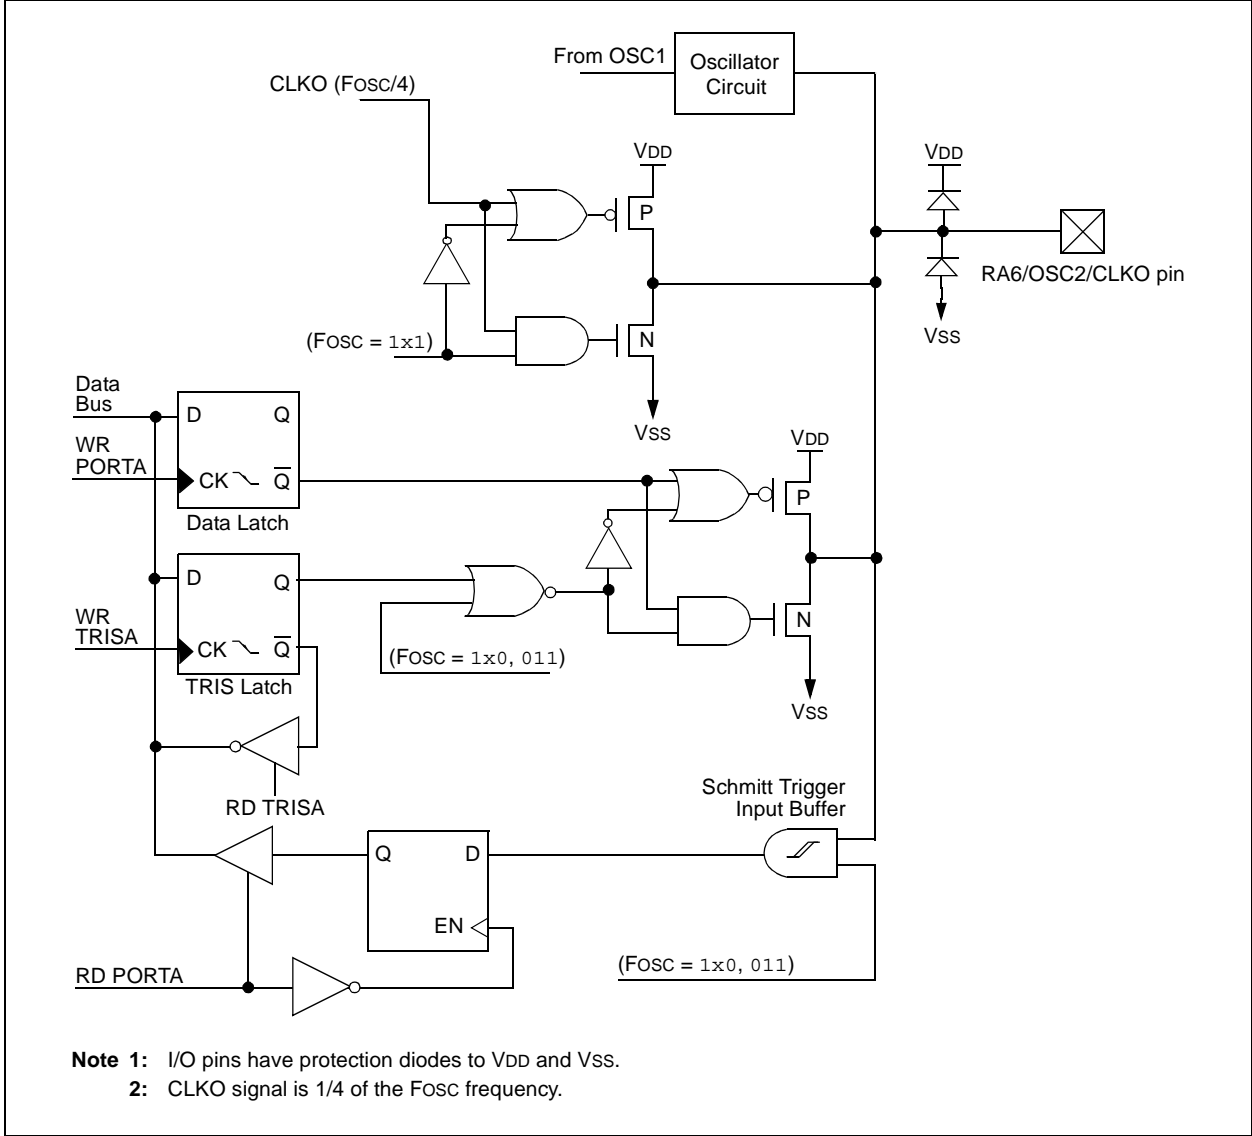 From OSC1
Oscillator
Circuit
CLKO (FOSC/4)
VDD
P
VDD
RA6/OSC2/CLKO pin
VSS
(FOSC = 1x1)
N
VSS
Data
Bus
D
Q
WR
PORTA
CK
Q
Data Latch
VDD
P
D
Q
WR
TRISA
CK
Q
TRIS Latch
(FOSC = 1x0, 011)
N
VSS
RD TRISA
Schmitt Trigger
Input Buffer
Q
D
EN
RD PORTA
(FOSC = 1x0, 011)
Note 1: I/O pins have protection diodes to VDD and VSS.
2: CLKO signal is 1/4 of the FOSC frequency.